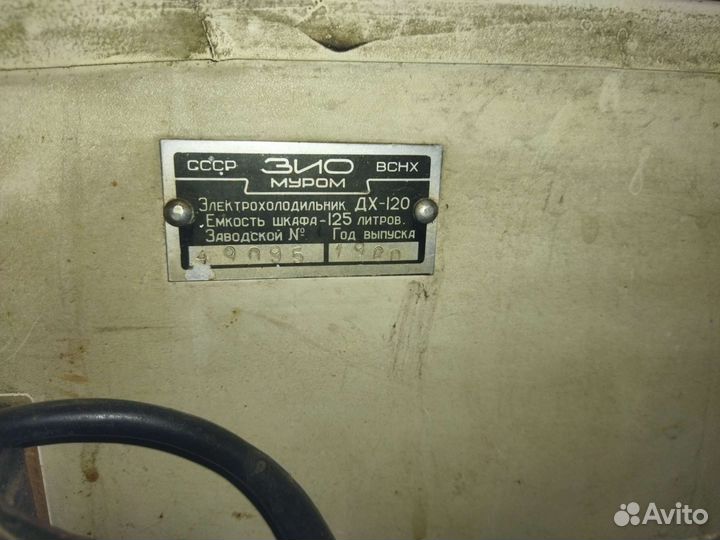 СССР ЗИО ВСНХ
МУРОМ
Электрохолодильник ДХ-120
Емкость шкафа-125 литров.
Заводской № Год выпуска
49095
Avito